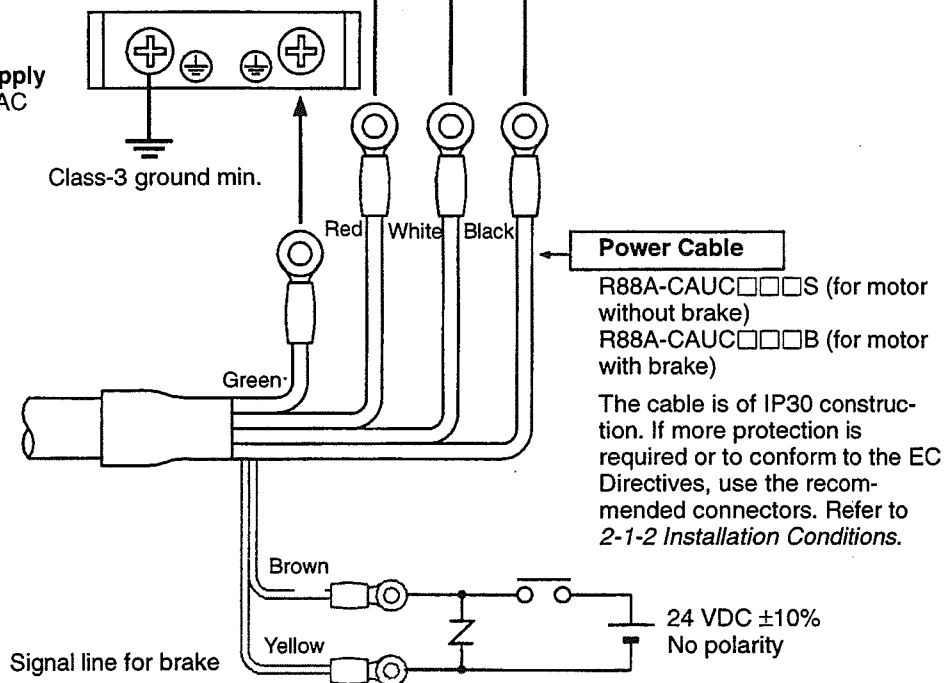 pply
AC
Class-3 ground min.
Red White Black
Power Cable
R88A-CAUC□□□S (for motor
without brake)
R88A-CAUC□□□B (for motor
with brake)
Green
The cable is of IP30 construc-
tion. If more protection is
required or to conform to the EC
Directives, use the recom-
mended connectors. Refer to
2-1-2 Installation Conditions.
Brown
24 VDC ±10%
No polarity
Yellow
Signal line for brake